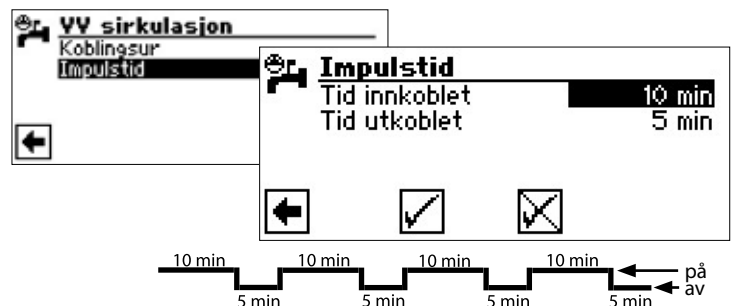 VV sirkulasjon
Koblingsur
Impulstid
Impulstid
Tid innkoblet 10 min
Tid utkoblet 5 min
10 min 10 min 10 min 10 min
på
av
5 min 5 min 5 min 5 min